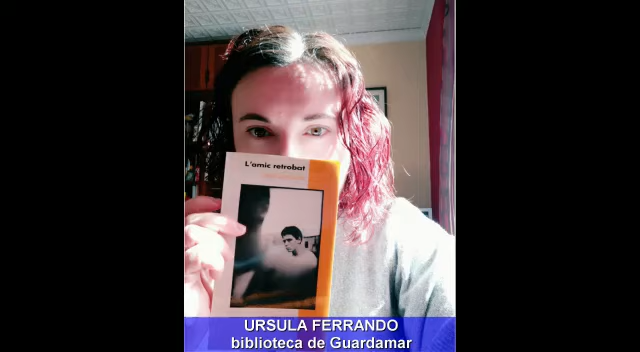 L'amic retrobat
URSULA FERRANDO
biblioteca de Guardamar